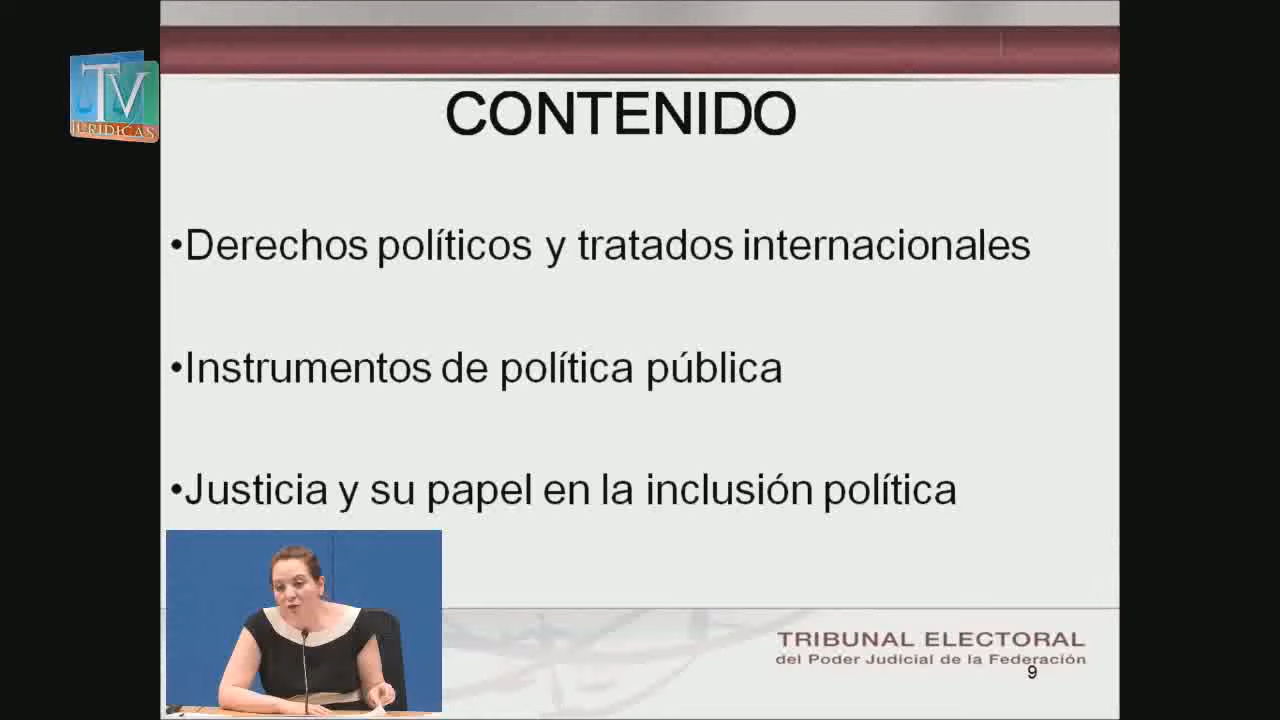 TV
JURIDICAS
CONTENIDO
•Derechos políticos y tratados internacionales
•Instrumentos de política pública
•Justicia y su papel en la inclusión política
TRIBUNAL ELECTORAL
del Poder Judicial de la Federación
9